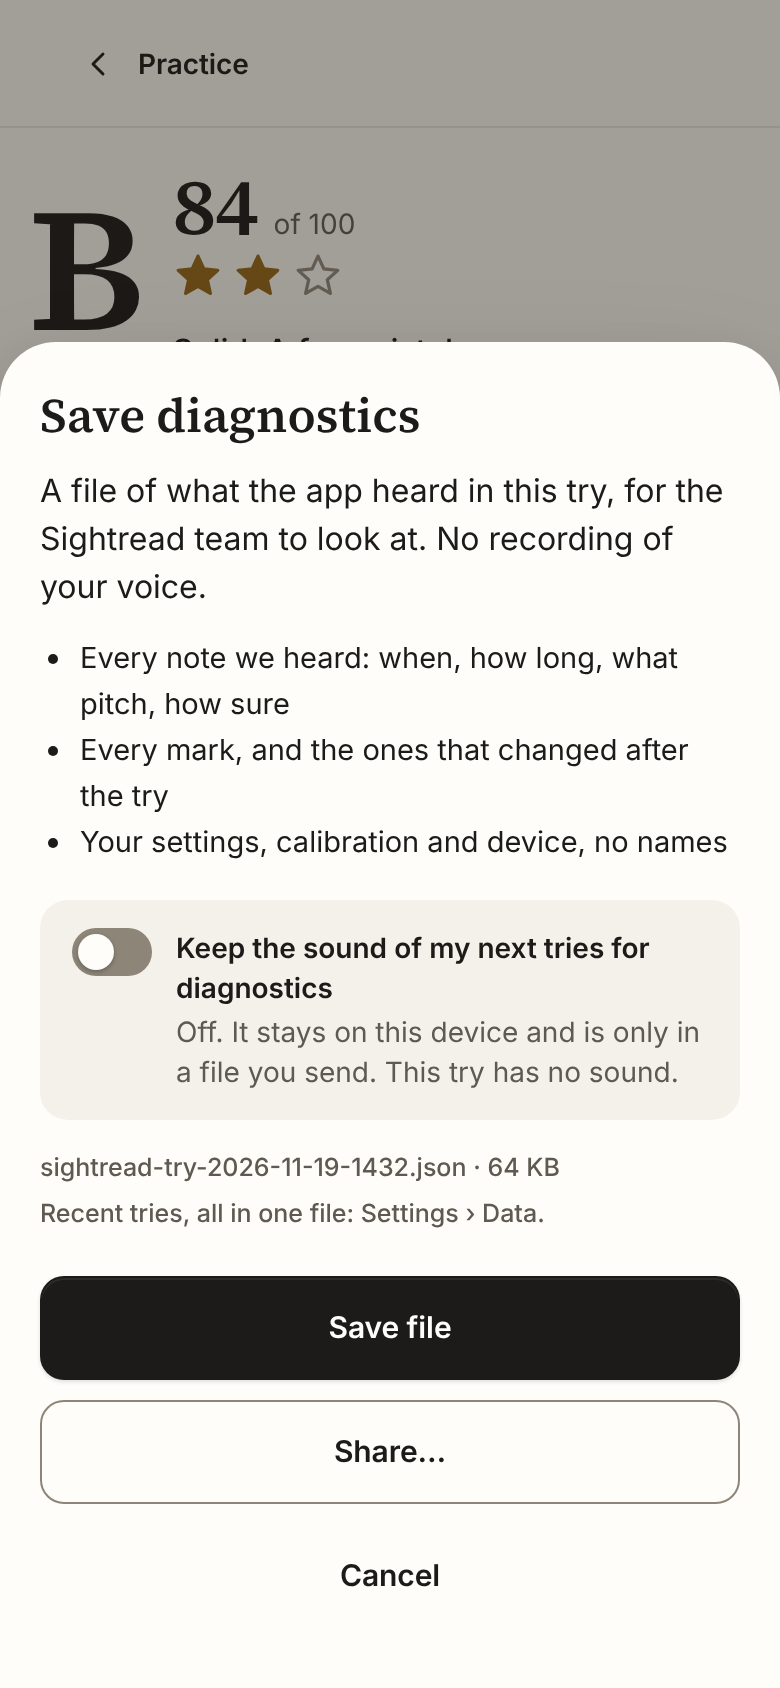 Practice
B
84 of 100
Save diagnostics
A file of what the app heard in this try, for the
Sightread team to look at. No recording of
your voice.
• Every note we heard: when, how long, what
pitch, how sure
• Every mark, and the ones that changed after
the try
• Your settings, calibration and device, no names
Keep the sound of my next tries for
diagnostics
Off. It stays on this device and is only in
a file you send. This try has no sound.
sightread-try-2026-11-19-1432.json · 64 KB
Recent tries, all in one file: Settings › Data.
Save file
Share...
Cancel